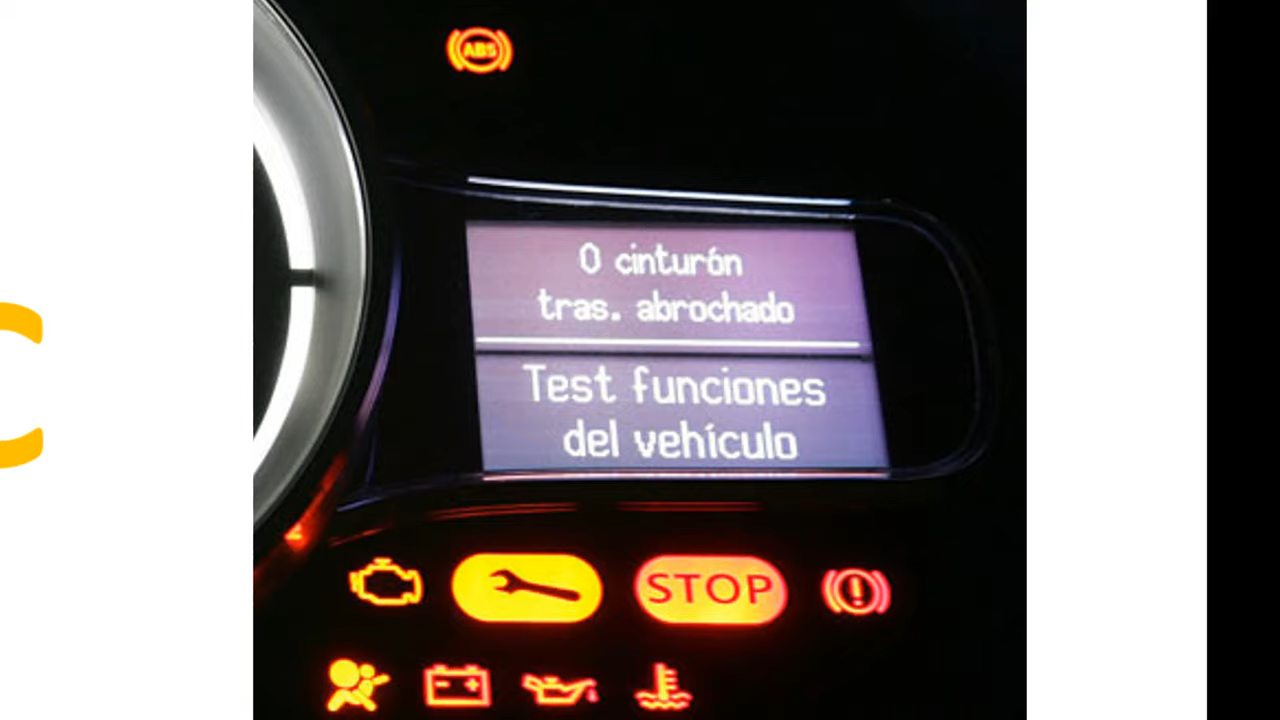 ABS
0 cinturón
tras. abrochado
Test funciones
del vehículo
STOP